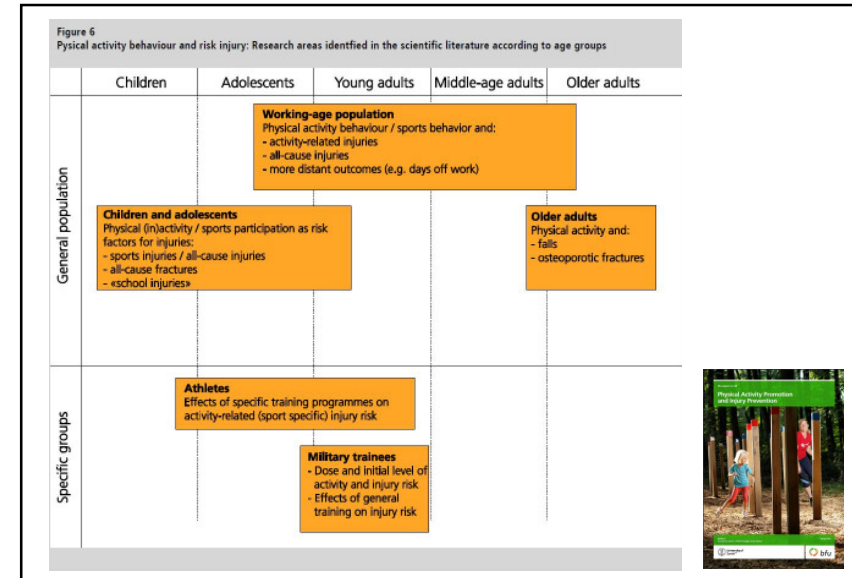 Figure 6
Pysical activity behaviour and risk injury: Research areas identfied in the scientific literature according to age groups
Children
Adolescents
Young adults
Middle-age adults
Older adults
General population
Working-age population
Physical activity behaviour / sports behavior and:
- activity-related injuries
- all-cause injuries
- more distant outcomes (e.g. days off work)
Children and adolescents
Physical (in)activity / sports participation as risk
factors for injuries:
- sports injuries / all-cause injuries
- all-cause fractures
- «school injuries»
Older adults
Physical activity and:
- falls
- osteoporotic fractures
Specific groups
Athletes
Effects of specific training programmes on
activity-related (sport specific) injury risk
Military trainees
- Dose and initial level of
activity and injury risk
- Effects of general
training on injury risk
Physical Activity Promotion
and Injury Prevention
bfu